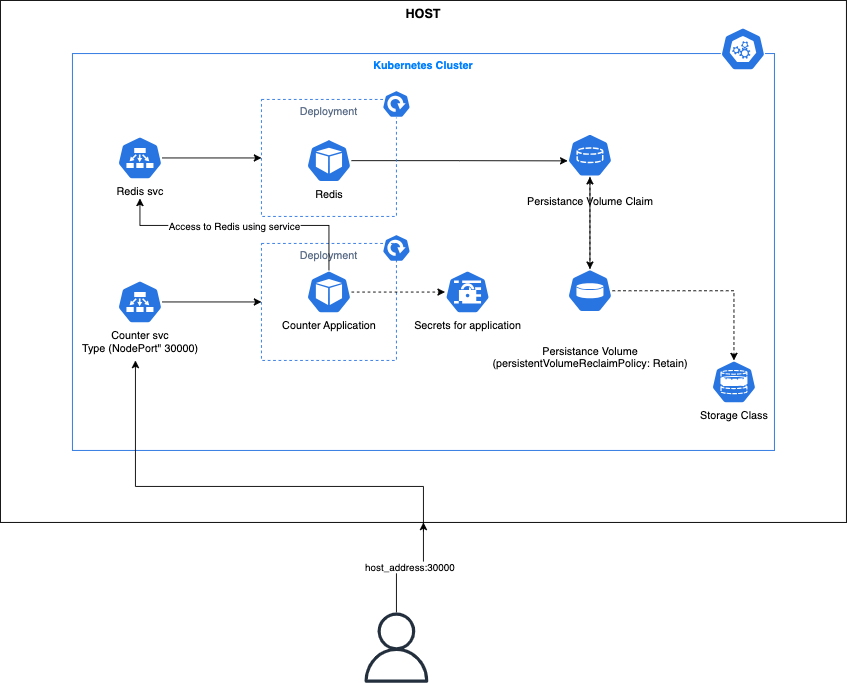 HOST
Kubernetes Cluster
Deployment
Redis svc
Redis
Persistance Volume Claim
Access to Redis using service
Deployment
Counter svc
Type (NodePort" 30000)
Counter Application
Secrets for application
Persistance Volume
(persistentVolumeReclaimPolicy: Retain)
Storage Class
host_address:30000